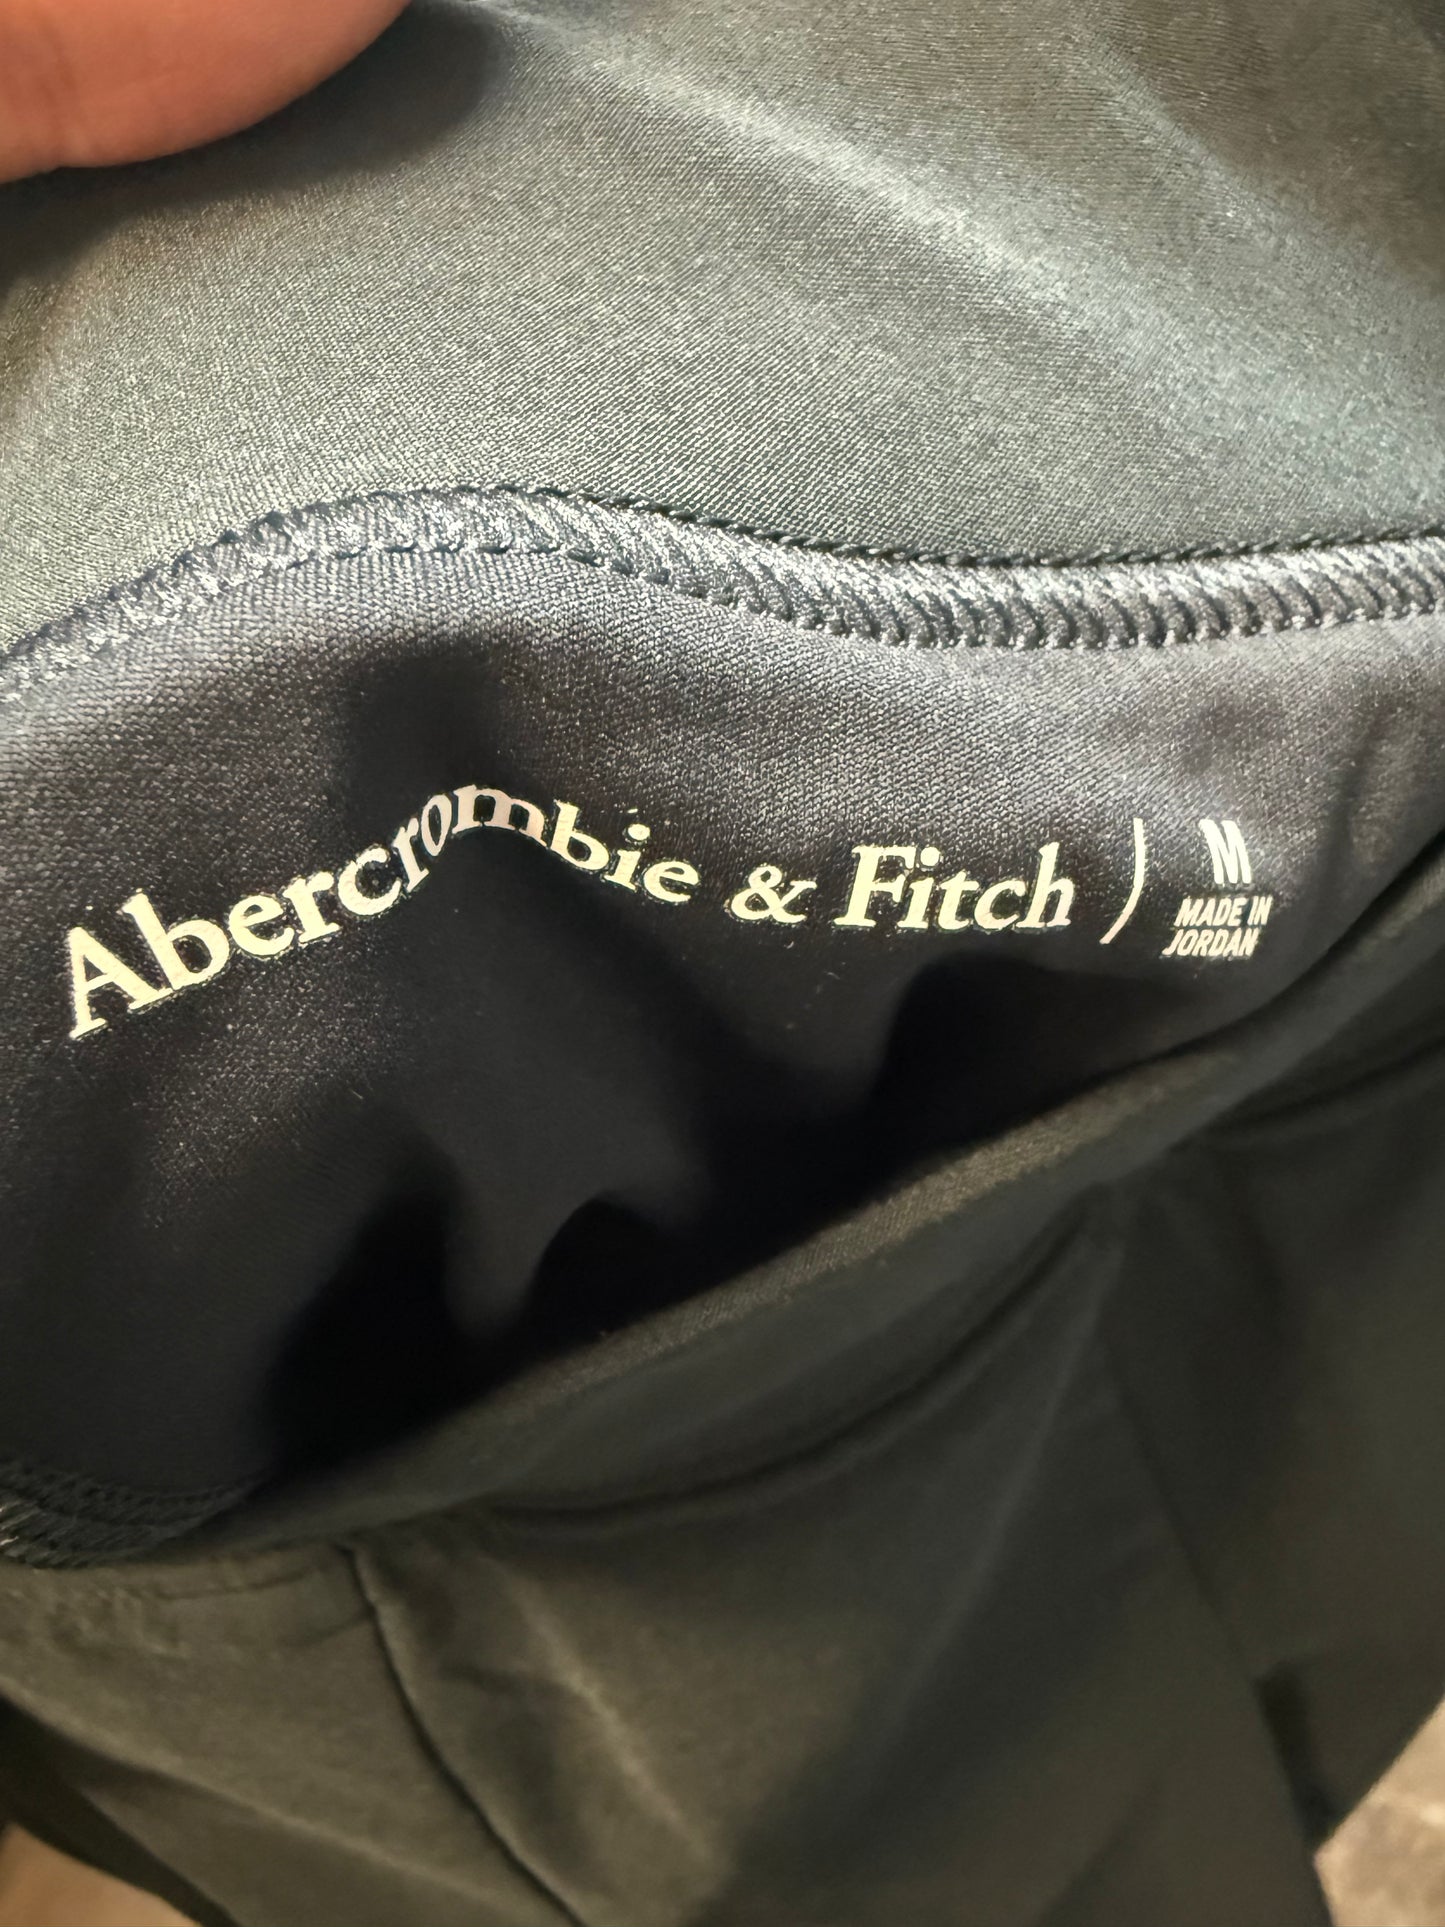 Abercrombie & Fitch
M
MADE IN
JORDAN